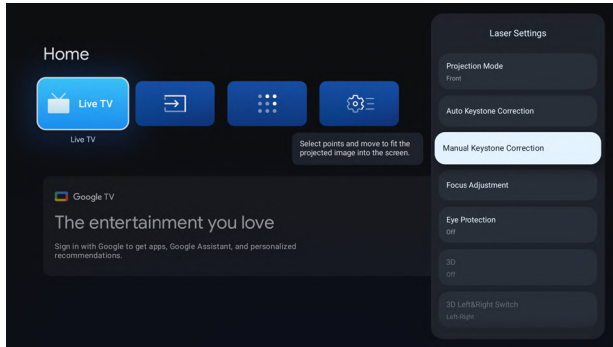 Home
Live TV
Live TV
Select points and move to fit the
projected image into the screen.
Google TV
The entertainment you love
Sign in with Google to get apps, Google Assistant, and personalized
recommendations.
Laser Settings
Projection Mode
Front
Auto Keystone Correction
Manual Keystone Correction
Focus Adjustment
Eye Protection
Off
3D
Off
3D Left&Right Switch
Left-Right